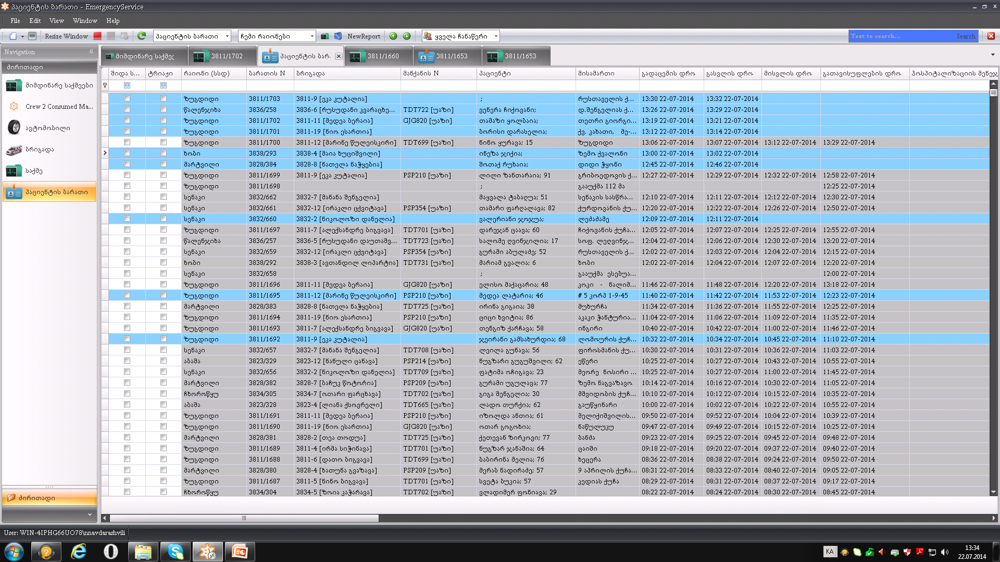 პაციენტის ბარათი - EmergencyService
File Edit View Window Help
Resize Window პაციენტის ბარათი ჩემი რაიონები NewReport ყველა ჩანაწერი Text to search... Search
Navigation
ძირითადი
მიმდინარე საქმეები
Crew 2 Consumed Ma...
ავტომობილი
ბრიგადა
საქმე
პაციენტის ბარათი
ძირითადი
მიმდინარე საქმეე 3811/1702 პაციენტის ბარ. 3811/1660 3811/1653 3811/1653
შიდა ს... ტრიაჟი რაიონი (სსდ) ბარათის N ბრიგადა მანქანის N პაციენტი მისამართი გადაცემის დრო გასვლის დრო მისვლის დრო გათავისუფლების დრო ჰოსპიტალიზაციის მენეჯ
ზუგდიდი 3811/1703 3811-9 [ეკა კუტალია] ; რუსთაველის ქ... 13:30 22-07-2014 13:32 22-07-2014
წალენჯიხა 3836/258 3836-6 [რუსუდანი კვარაცხე... TDT722 [უაზი] ვენერა ჩიქოვანი; დ.შენგელიას ქ... 13:26 22-07-2014 13:29 22-07-2014
ზუგდიდი 3811/1702 3811-11 [მედეა ბერაია] GJG820 [უაზი] თამაზი ყოლბაია; თეთრი გიორგი... 13:19 22-07-2014 13:21 22-07-2014
ზუგდიდი 3811/1701 3811-19 [ნიო ესართია] ბორისი დარასელია; ქვ. კახათი, მე-... 13:12 22-07-2014 13:14 22-07-2014
ზუგდიდი 3811/1700 3811-12 [მარინე წულეისკირი] TDT699 [უაზი] ნინო ყურავა; 15 ზუგდიდი 13:06 22-07-2014 13:07 22-07-2014 13:12 22-07-2014 13:29 22-07-2014
ხობი 3838/293 3838-4 [მაია ხუციშვილი] ინეზა ჯიქია; ზემო ქვალონი 13:00 22-07-2014 13:02 22-07-2014
მარტვილი 3828/384 3828-8 [ნათელა ნაჭყებია] შოთაქ რუხაია; დიდი ჭყონი 12:45 22-07-2014 12:46 22-07-2014
ზუგდიდი 3811/1699 3811-9 [ეკა კუტალია] PSP210 [უაზი] ლილი ზანთარაია; 91 გრიბოედოვის ქ... 12:27 22-07-2014 12:29 22-07-2014 12:32 22-07-2014 12:58 22-07-2014
ზუგდიდი 3811/1698 ; გააუქმა 112 მა 12:25 22-07-2014
სენაკი 3832/662 3832-7 [მანანა შენგელია] მაყვალა ტაბაღუა; 51 სენაკის სასწრა... 12:10 22-07-2014 12:11 22-07-2014 12:12 22-07-2014 12:30 22-07-2014
სენაკი 3832/661 3832-12 [ირაკლი ცქვიტავა] PSP354 [უაზი] თამარი ფარღალავა; 82 ქურდოვანის ქუ... 12:20 22-07-2014 12:22 22-07-2014 12:26 22-07-2014 12:50 22-07-2014
სენაკი 3832/660 3832-2 [ნიკოლოზი დანელია] ვალერიანი ჯოჯუა; ლეძაძამე 12:09 22-07-2014 12:11 22-07-2014
ზუგდიდი 3811/1697 3811-7 [ალექსანდრე ბიგვავა] TDT701 [უაზი] დარეჯან ცაავა; 60 ჩიქოვანის ქუჩა... 12:05 22-07-2014 12:07 22-07-2014 12:25 22-07-2014 12:55 22-07-2014
წალენჯიხა 3836/257 3836-5 [რუსუდანი დაუთაშვ... TDT723 [უაზი] სალომე ღვინჯილია; 17 სოფ. ლეღვინჯ... 12:04 22-07-2014 12:06 22-07-2014 12:30 22-07-2014 13:20 22-07-2014
სენაკი 3832/659 3832-12 [ირაკლი ცქვიტავა] PSP354 [უაზი] გურამი აბულაძე; 52 რუსთაველის ქ... 12:02 22-07-2014 12:03 22-07-2014 12:04 22-07-2014 12:15 22-07-2014
ხობი 3838/292 3838-3 [ავთანდილ ლიპარტია] TDT731 [უაზი] მარიამ გვალია; 6 ხობი 12:02 22-07-2014 12:04 22-07-2014 12:07 22-07-2014 12:20 22-07-2014
სენაკი 3832/658 ; გააუქმა ესებუა... 12:00 22-07-2014
ზუგდიდი 3811/1696 3811-11 [მედეა ბერაია] GJG820 [უაზი] ელისო მაქაცარია; 48 კოკი - ნალიმ... 11:46 22-07-2014 11:48 22-07-2014 12:20 22-07-2014 13:18 22-07-2014
ზუგდიდი 3811/1695 3811-12 [მარინე წულეისკირი] PSP210 [უაზი] მედეა ლატარია; 46 # 5 კორპ 1-9-45 11:40 22-07-2014 11:42 22-07-2014 11:53 22-07-2014 12:23 22-07-2014
მარტვილი 3828/383 3828-8 [ნათელა ნაჭყებია] TDT725 [უაზი] ირინა გიგაია; 38 მუხურჩა 11:34 22-07-2014 11:36 22-07-2014 11:55 22-07-2014 12:25 22-07-2014
ზუგდიდი 3811/1694 3811-19 [ნიო ესართია] PSP210 [უაზი] ციცი ხვიტია; 86 აკაკი ჭანტურია... 11:04 22-07-2014 11:06 22-07-2014 11:09 22-07-2014 11:35 22-07-2014
ზუგდიდი 3811/1693 3811-7 [ალექსანდრე ბიგვავა] GJG820 [უაზი] თენგიზ ქარჩავა; 58 ინგირი 10:40 22-07-2014 10:42 22-07-2014 11:00 22-07-2014 11:46 22-07-2014
ზუგდიდი 3811/1692 3811-9 [ეკა კუტალია] ჯეირანი გამსახურდია; 68 ლომოურის ქუჩ... 10:32 22-07-2014 10:34 22-07-2014 10:45 22-07-2014 11:10 22-07-2014
სენაკი 3832/657 3832-7 [მანანა შენგელია] TDT708 [უაზი] ლეილა გუნავა; 56 ფიროსმანის ქუ... 10:30 22-07-2014 10:31 22-07-2014 10:36 22-07-2014 11:03 22-07-2014
აბაშა 3823/329 3823-12 [ნანული ცანავა] PSP214 [უაზი] ნუგზარი გუგუშვილი; 62 ეწერი 10:25 22-07-2014 10:27 22-07-2014 10:43 22-07-2014 10:55 22-07-2014
სენაკი 3832/656 3832-2 [ნიკოლოზი დანელია] TDT709 [უაზი] ფატიმა ოჩიგავა; 23 მეორე ნოსირი ... 10:25 22-07-2014 10:27 22-07-2014 11:00 22-07-2014 11:45 22-07-2014
მარტვილი 3828/382 3828-7 [ბაჩუკ წოტორია] PSP209 [უაზი] გურამი უგულავა; 77 ზემო ნაგვაზავო 10:14 22-07-2014 10:16 22-07-2014 10:30 22-07-2014 11:05 22-07-2014
ჩხოროწყუ 3834/305 3834-7 [ოთარი ფარცხავა] TDT702 [უაზი] გიგა შენგელია; 30 მშვიდობის ქუჩ... 10:10 22-07-2014 10:12 22-07-2014 10:15 22-07-2014 10:35 22-07-2014
აბაშა 3823/328 3823-4 [ლიანა ქსოვრელი] TDT665 [უაზი] ლადო თურქია; 62 გაუწყინარი 10:00 22-07-2014 10:02 22-07-2014 10:22 22-07-2014 10:55 22-07-2014
ზუგდიდი 3811/1691 3811-11 [მედეა ბერაია] PSP210 [უაზი] იზოლდა ანთია; 61 მელიქიშვილის... 09:50 22-07-2014 09:52 22-07-2014 10:04 22-07-2014 10:39 22-07-2014
ზუგდიდი 3811/1690 3811-19 [ნიო ესართია] GJG820 [უაზი] ოთარ გოგოხია; ნაწულუკუ 09:47 22-07-2014 09:49 22-07-2014 10:15 22-07-2014 10:25 22-07-2014
მარტვილი 3828/381 3828-2 [თეა თოდუა] TDT725 [უაზი] ქეთევან ზირკოვი; 77 ბანძა 09:23 22-07-2014 09:25 22-07-2014 09:45 22-07-2014 09:48 22-07-2014
ზუგდიდი 3811/1689 3811-4 [ირმა სიჭინავა] TDT701 [უაზი] ნუგზარ ჯანაშია; 64 ცაიში 09:18 22-07-2014 09:20 22-07-2014 09:37 22-07-2014 09:40 22-07-2014
ზუგდიდი 3811/1688 3811-6 [დათო ბიგვავა] TDT699 [უაზი] ბაბირინა მელია; 76 ხეცერა 08:36 22-07-2014 08:38 22-07-2014 09:24 22-07-2014 09:50 22-07-2014
მარტვილი 3828/380 3828-4 [ხათუნა გვაზავა] PSP209 [უაზი] მერაბ ნადირაძე; 57 9 აპრილის ქუჩა... 08:31 22-07-2014 08:33 22-07-2014 08:40 22-07-2014 09:05 22-07-2014
ზუგდიდი 3811/1687 3811-5 [ნინო ბიგვავა] TDT701 [უაზი] სვეტა ბუკია; 57 კედიას ქუჩა 08:29 22-07-2014 08:31 22-07-2014 08:37 22-07-2014 09:17 22-07-2014
ჩხოროწყუ 3834/304 3834-5 [ზოია კაჭარავა] TDT702 [უაზი] ვლადიმერ ფონიავა; 29 08:22 22-07-2014 08:24 22-07-2014 08:30 22-07-2014 08:45 22-07-2014
User: WIN-4IPHG66UO78\nnavdarashvili
KA 13:34
22.07.2014